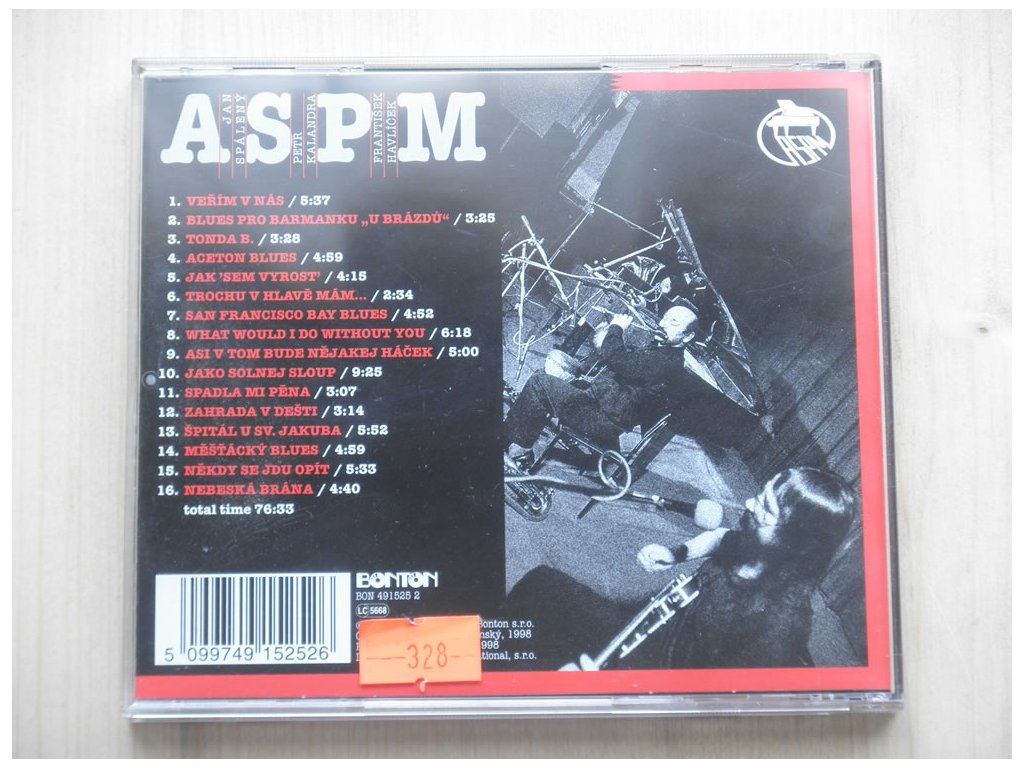 ASPM
JAN
SPÁLENÝ
PETR
KALANDRA
FRANTIŠEK
HAVLÍČEK
ASPM
1. VEŘÍM V NÁS / 5:37
2. BLUES PRO BARMANKU „U BRÁZDŮ“ / 3:25
3. TONDA B. / 3:28
4. ACETON BLUES / 4:59
5. JAK 'SEM VYROST' / 4:15
6. TROCHU V HLAVĚ MÁM... / 2:34
7. SAN FRANCISCO BAY BLUES / 4:52
8. WHAT WOULD I DO WITHOUT YOU / 6:18
9. ASI V TOM BUDE NĚJAKEJ HÁČEK / 5:00
10. JAKO SOLNEJ SLOUP / 9:25
11. SPADLA MI PĚNA / 3:07
12. ZAHRADA V DEŠTI / 3:14
13. ŠPITÁL U SV. JAKUBA / 5:52
14. MĚŠŤÁCKÝ BLUES / 4:59
15. NĚKDY SE JDU OPÍT / 5:33
16. NEBESKÁ BRÁNA / 4:40
total time 76:33
BONTON
BON 491525 2
LC 5668
Bonton s.r.o.
1998
1998
s.r.o.
328
5 099749 152526